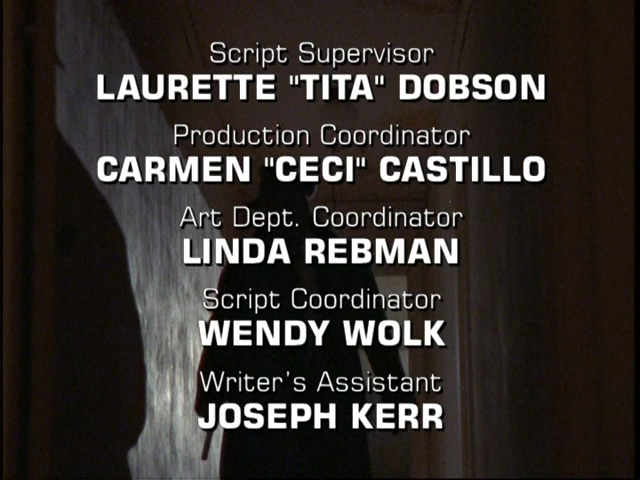 Script Supervisor
LAURETTE "TITA" DOBSON
Production Coordinator
CARMEN "CECI" CASTILLO
Art Dept. Coordinator
LINDA REBMAN
Script Coordinator
WENDY WOLK
Writer's Assistant
JOSEPH KERR